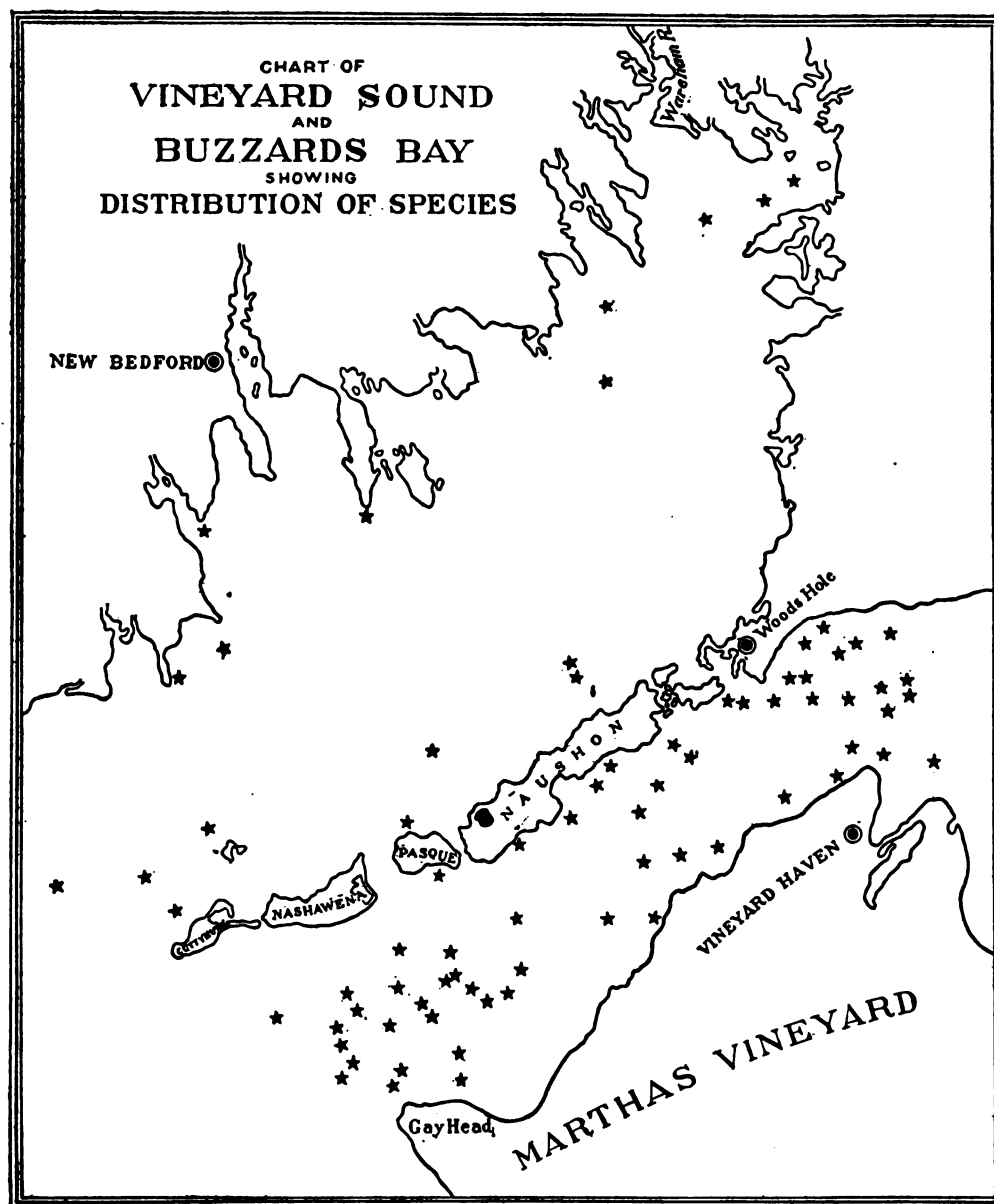 CHART OF
VINEYARD SOUND
AND
BUZZARDS BAY
SHOWING
DISTRIBUTION OF SPECIES
Wareham R.
NEW BEDFORD
Woods Hole
NAUSHON
PASQUE
NASHAWENA
CUTTYHUNK
VINEYARD HAVEN
MARTHAS VINEYARD
Gay Head